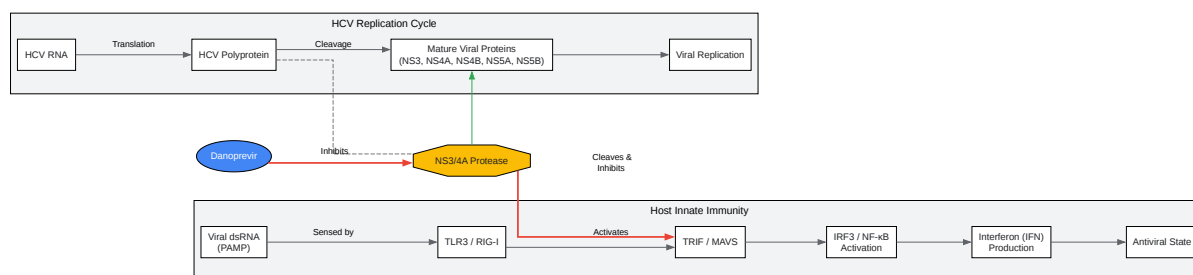 HCV Replication Cycle
HCV RNA
Translation
HCV Polyprotein
Cleavage
Mature Viral Proteins
(NS3, NS4A, NS4B, NS5A, NS5B)
Viral Replication
Danoprevir
Inhibits
NS3/4A Protease
Cleaves &
Inhibits
Host Innate Immunity
Viral dsRNA
(PAMP)
Sensed by
TLR3 / RIG-I
Activates
TRIF / MAVS
IRF3 / NF-κB
Activation
Interferon (IFN)
Production
Antiviral State